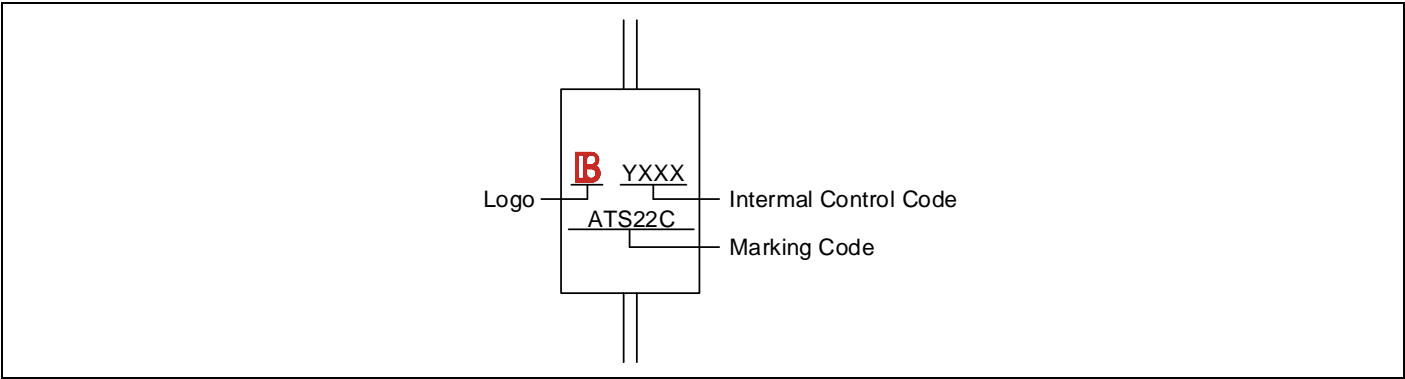 B YXXX
Logo
Intermal Control Code
ATS22C
Marking Code